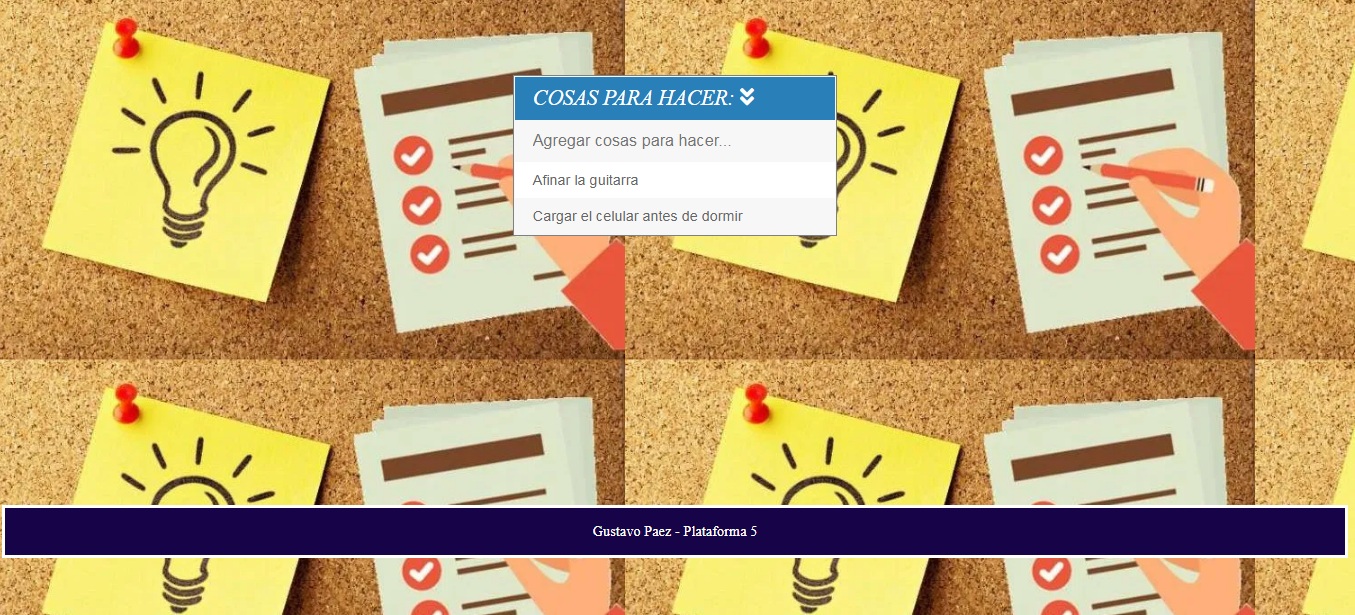 COSAS PARA HACER:
Agregar cosas para hacer...
Afinar la guitarra
Cargar el celular antes de dormir
Gustavo Paez - Plataforma 5